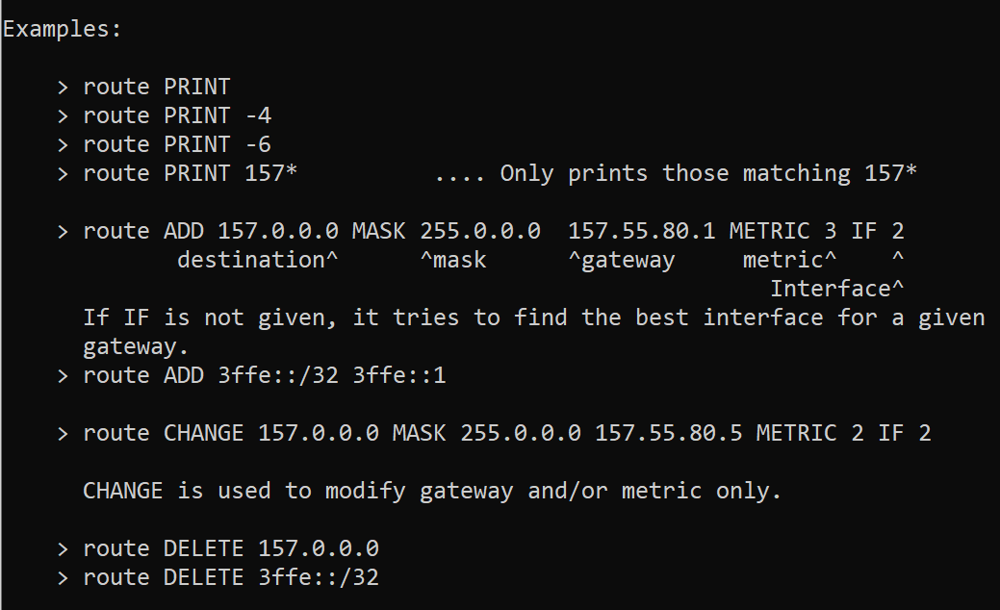 Examples:

    > route PRINT
    > route PRINT -4
    > route PRINT -6
    > route PRINT 157*          .... Only prints those matching 157*

    > route ADD 157.0.0.0 MASK 255.0.0.0  157.55.80.1 METRIC 3 IF 2
             destination^      ^mask      ^gateway     metric^    ^
                                                         Interface^
      If IF is not given, it tries to find the best interface for a given
      gateway.
    > route ADD 3ffe::/32 3ffe::1

    > route CHANGE 157.0.0.0 MASK 255.0.0.0 157.55.80.5 METRIC 2 IF 2

      CHANGE is used to modify gateway and/or metric only.

    > route DELETE 157.0.0.0
    > route DELETE 3ffe::/32